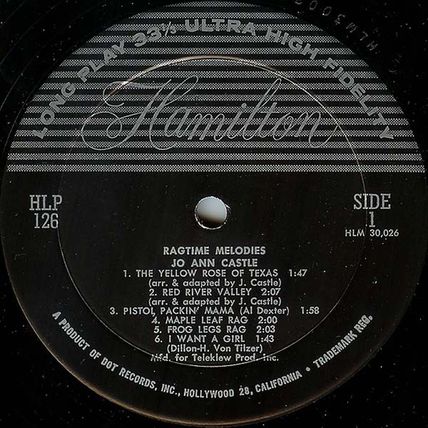 LONG PLAY 33⅓ ULTRA HIGH FIDELITY
Hamilton
HLP
126
SIDE
1
HLM 30,026
RAGTIME MELODIES
JO ANN CASTLE
1. THE YELLOW ROSE OF TEXAS 1:47
(arr. & adapted by J. Castle)
2. RED RIVER VALLEY 2:07
(arr. & adapted by J. Castle)
3. PISTOL PACKIN' MAMA (Al Dexter) 1:58
4. MAPLE LEAF RAG 2:00
5. FROG LEGS RAG 2:03
6. I WANT A GIRL 1:43
(Dillon-H. Von Tilzer)
Mfd. for Teleklew Prod. Inc.
A PRODUCT OF DOT RECORDS, INC., HOLLYWOOD 28, CALIFORNIA • TRADEMARK REG.